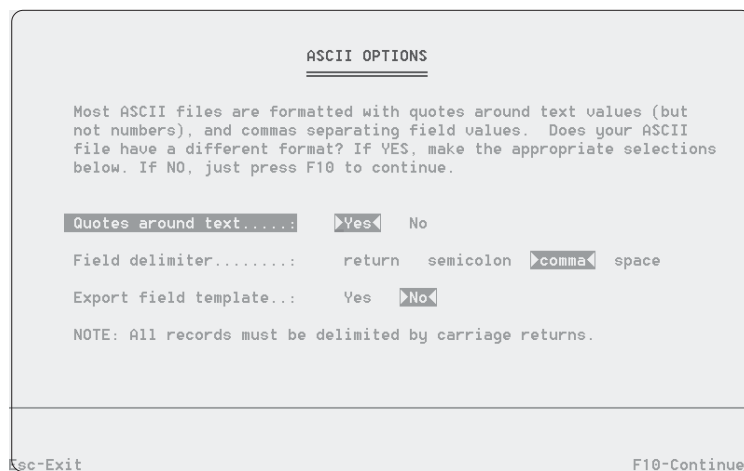 ASCII OPTIONS
Most ASCII files are formatted with quotes around text values (but
not numbers), and commas separating field values.  Does your ASCII
file have a different format? If YES, make the appropriate selections
below. If NO, just press F10 to continue.
Quotes around text.....: Yes No
Field delimiter........: return semicolon comma space
Export field template..: Yes No
NOTE: All records must be delimited by carriage returns.
Esc-Exit F10-Continue